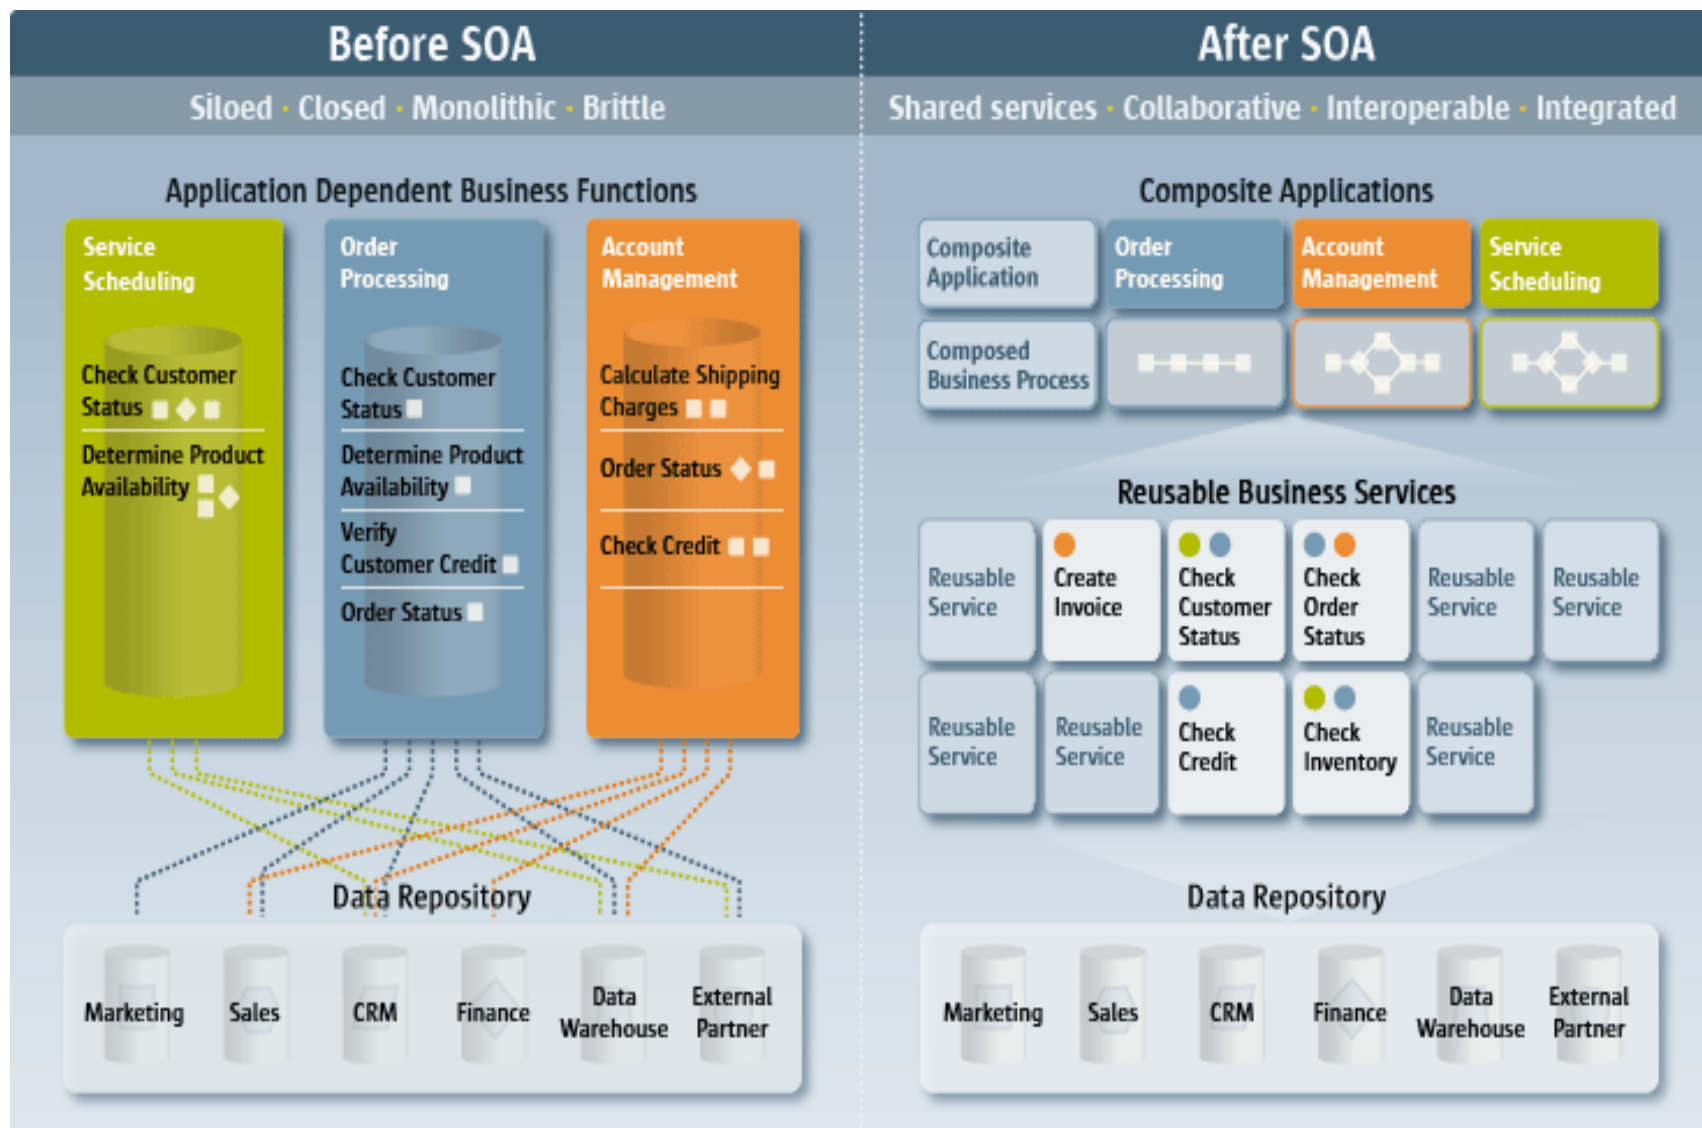 Before SOA
Siloed · Closed · Monolithic · Brittle
Application Dependent Business Functions
Service
Scheduling
Check Customer
Status
Determine Product
Availability
Order
Processing
Check Customer
Status
Determine Product
Availability
Verify
Customer Credit
Order Status
Account
Management
Calculate Shipping
Charges
Order Status
Check Credit
Data Repository
Marketing
Sales
CRM
Finance
Data
Warehouse
External
Partner
After SOA
Shared services · Collaborative · Interoperable · Integrated
Composite Applications
Composite
Application
Order
Processing
Account
Management
Service
Scheduling
Composed
Business Process
Reusable Business Services
Reusable
Service
Create
Invoice
Check
Customer
Status
Check
Order
Status
Reusable
Service
Reusable
Service
Reusable
Service
Reusable
Service
Check
Credit
Check
Inventory
Reusable
Service
Data Repository
Marketing
Sales
CRM
Finance
Data
Warehouse
External
Partner